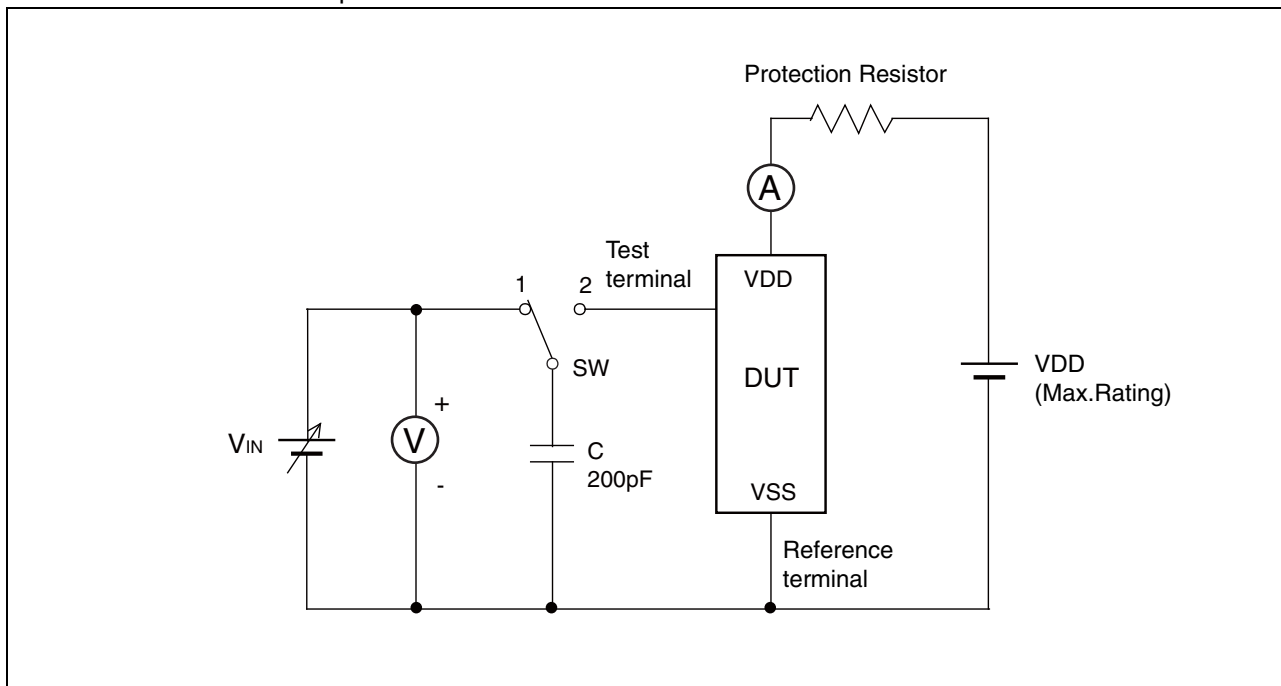 Protection Resistor
A
Test
terminal
1
2
VDD
SW
DUT
VDD
(Max.Rating)
+
VIN
V
C
200pF
-
VSS
Reference
terminal